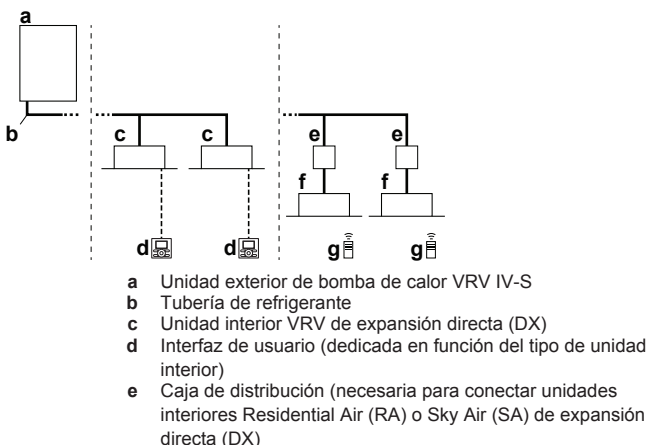 a
b
c c e e
f f
d d g g
a Unidad exterior de bomba de calor VRV IV-S
b Tubería de refrigerante
c Unidad interior VRV de expansión directa (DX)
d Interfaz de usuario (dedicada en función del tipo de unidad
interior)
e Caja de distribución (necesaria para conectar unidades
interiores Residential Air (RA) o Sky Air (SA) de expansión
directa (DX)